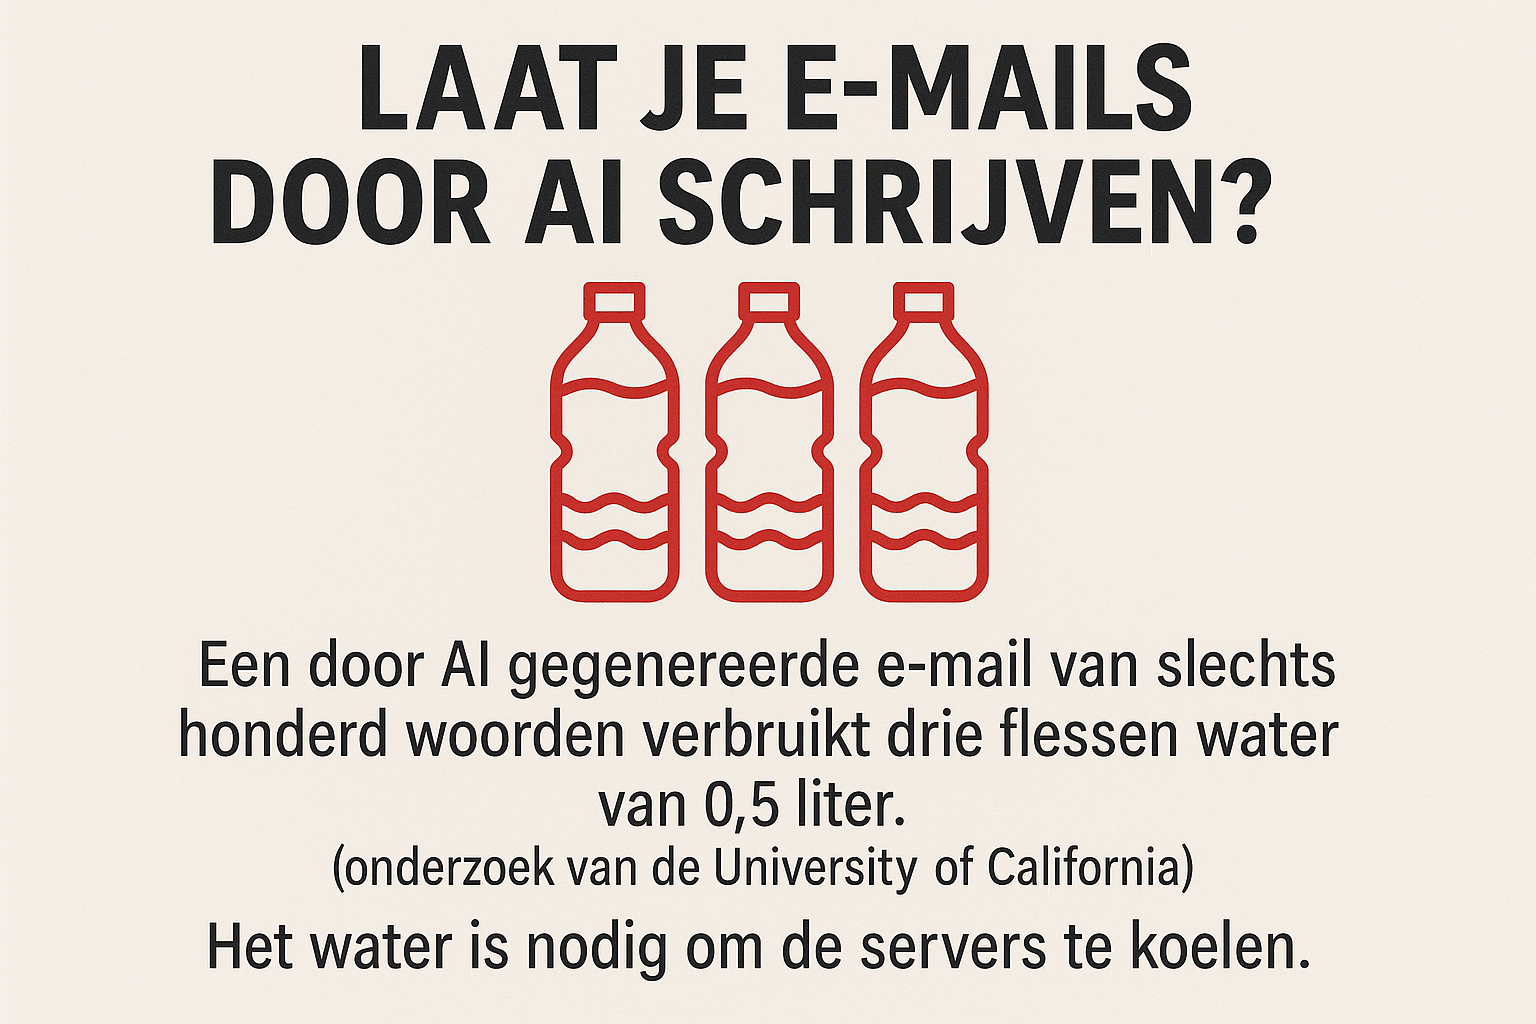 LAAT JE E-MAILS
DOOR AI SCHRIJVEN?
Een door AI gegenereerde e-mail van slechts
honderd woorden verbruikt drie flessen water
van 0,5 liter.
(onderzoek van de University of California)
Het water is nodig om de servers te koelen.